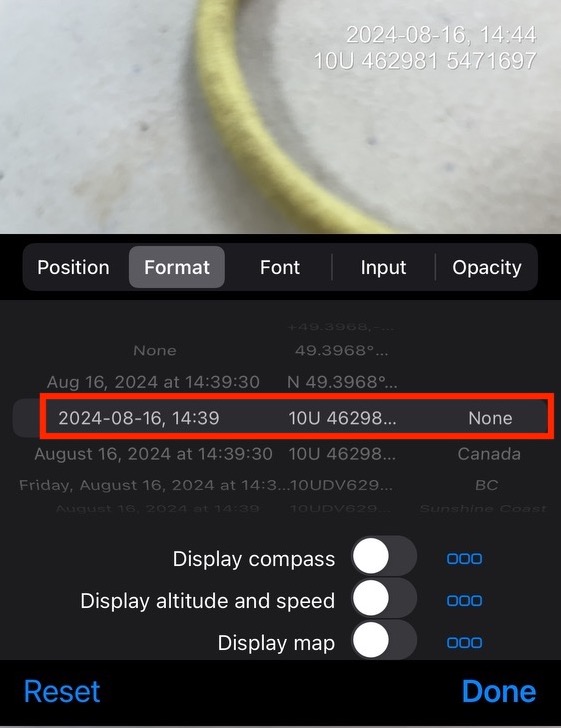 2024-08-16, 14:44
10U 462981 5471697
Position Format Font Input Opacity
+49.3968,-...
None 49.3968°...
Aug 16, 2024 at 14:39:30 N 49.3968°...
2024-08-16, 14:39 10U 46298... None
August 16, 2024 at 14:39:30 10U 46298... Canada
Friday, August 16, 2024 at 14:3... 10UDV629... BC
August 16, 2024 at 14:39 10UDV629... Sunshine Coast
Display compass
Display altitude and speed
Display map
Reset Done